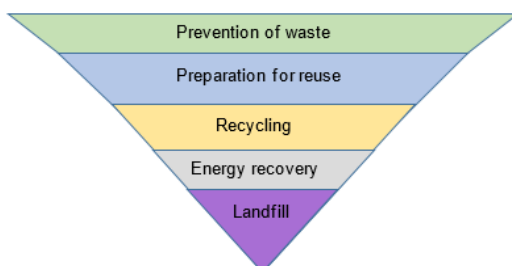 Prevention of waste
Preparation for reuse
Recycling
Energy recovery
Landfill